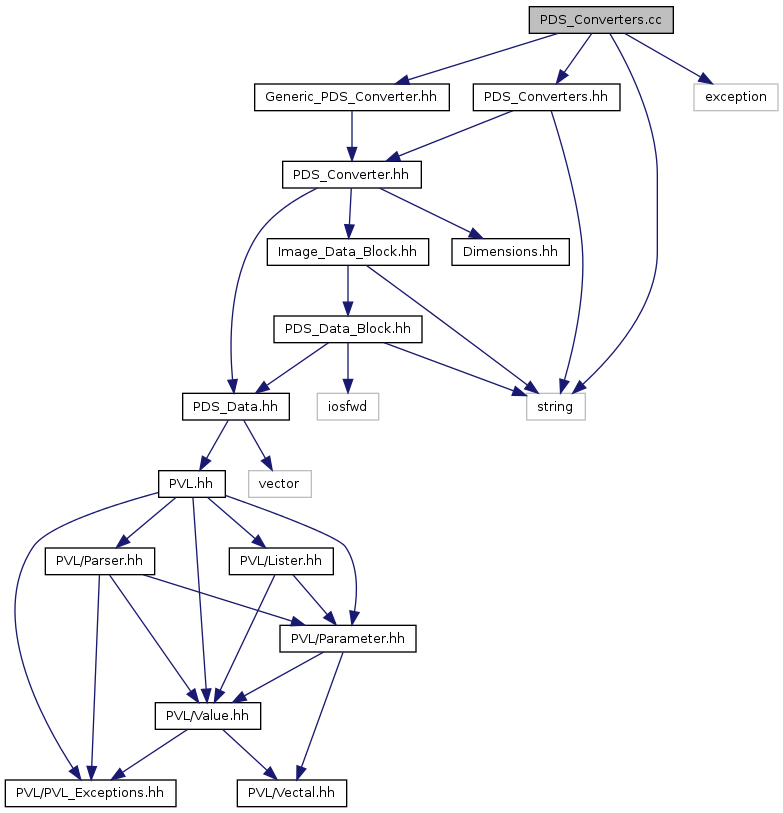 PDS_Converters.cc
Generic_PDS_Converter.hh
PDS_Converters.hh
exception
PDS_Converter.hh
Image_Data_Block.hh
Dimensions.hh
PDS_Data_Block.hh
PDS_Data.hh
iosfwd
string
PVL.hh
vector
PVL/Parser.hh
PVL/Lister.hh
PVL/Parameter.hh
PVL/Value.hh
PVL/PVL_Exceptions.hh
PVL/Vectal.hh